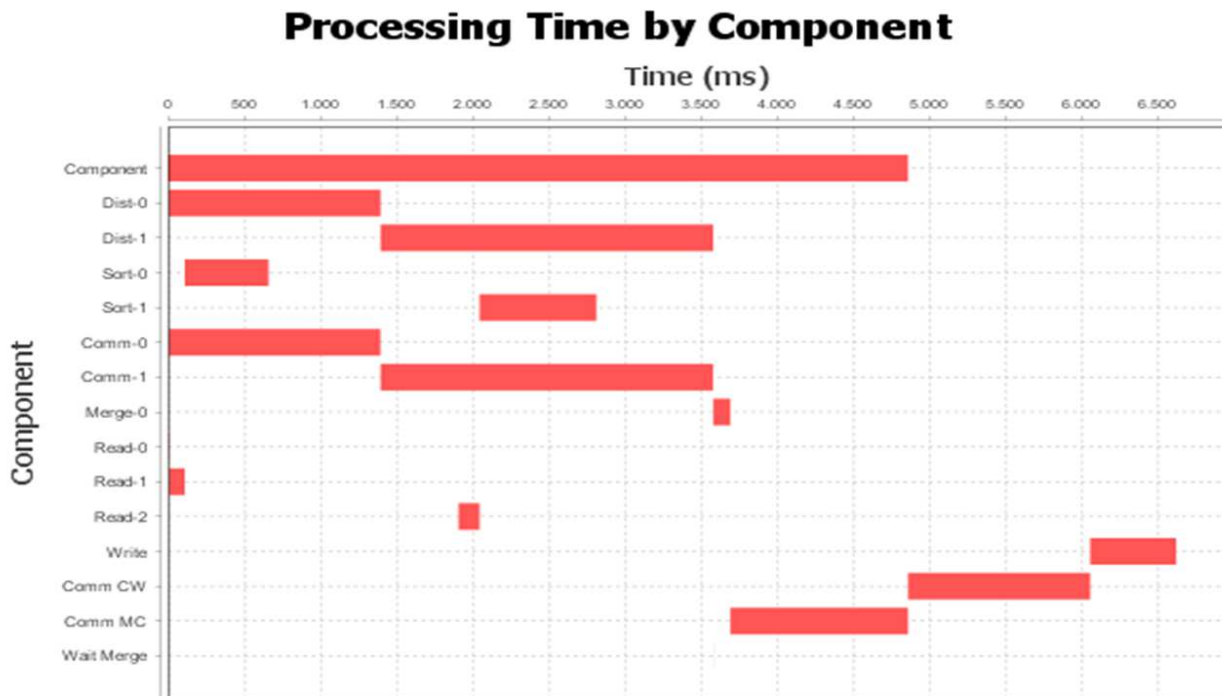 Processing Time by Component
Time (ms)
0 500 1.000 1.500 2.000 2.500 3.000 3.500 4.000 4.500 5.000 5.500 6.000 6.500
Component
Component
Dist-0
Dist-1
Sort-0
Sort-1
Comm-0
Comm-1
Merge-0
Read-0
Read-1
Read-2
Write
Comm CW
Comm MC
Wait Merge